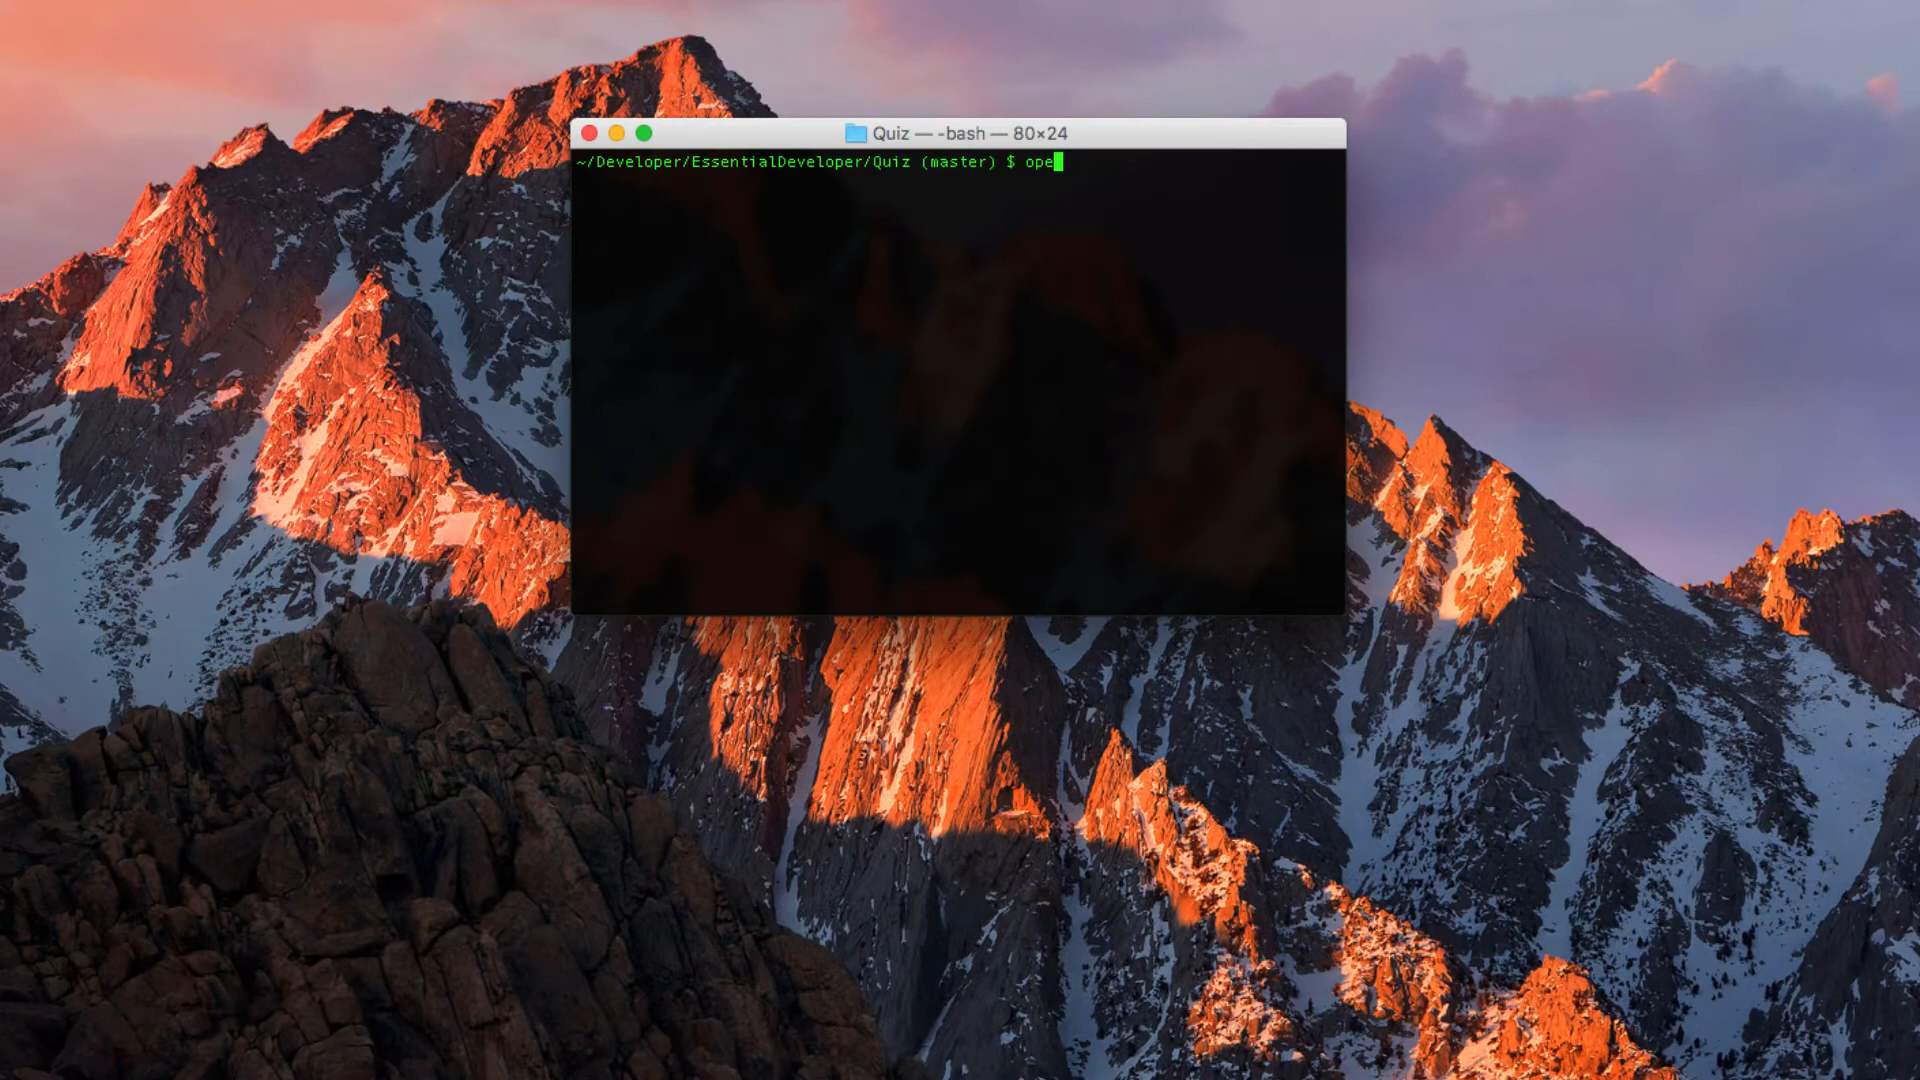 Quiz — -bash — 80×24
~/Developer/EssentialDeveloper/Quiz (master) $ ope